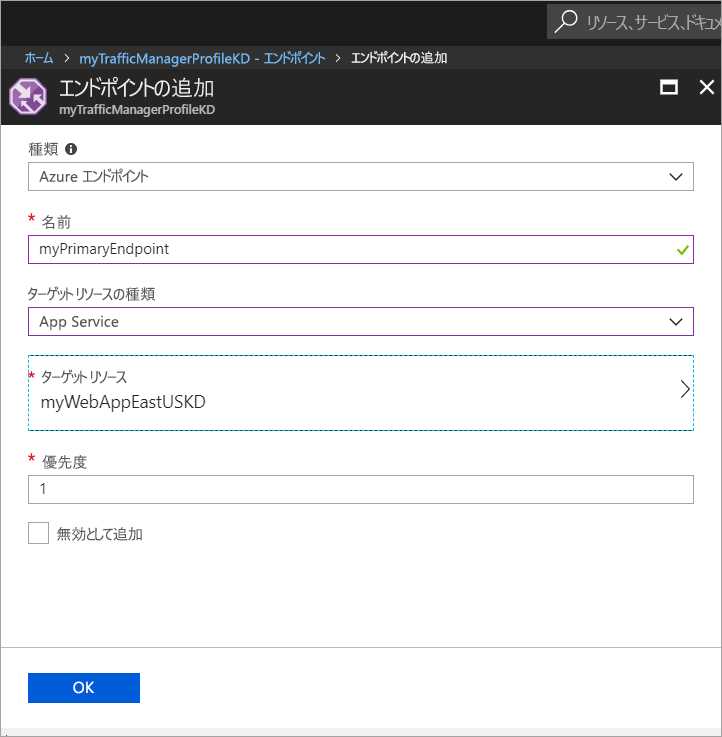 リソース、サービス、ドキュメ
ホーム > myTrafficManagerProfileKD - エンドポイント > エンドポイントの追加
エンドポイントの追加
myTrafficManagerProfileKD
種類
Azure エンドポイント
* 名前
myPrimaryEndpoint
ターゲット リソースの種類
App Service
* ターゲット リソース
myWebAppEastUSKD
* 優先度
1
無効として追加
OK